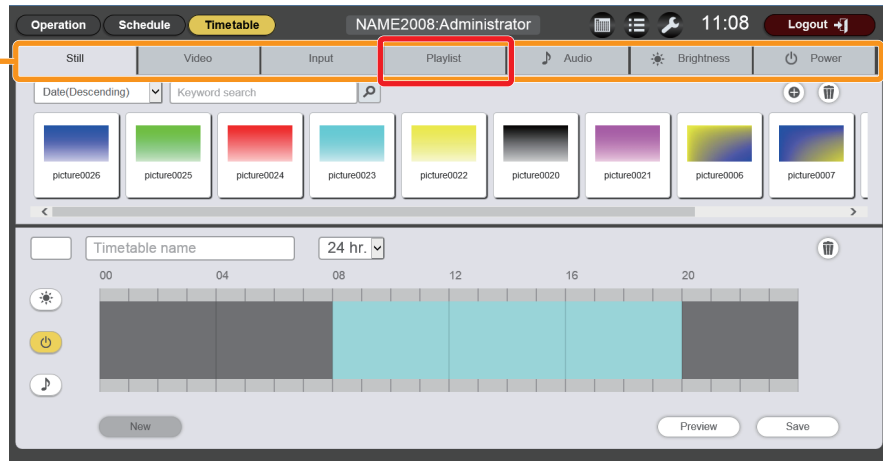 Operation Schedule Timetable NAME2008:Administrator 11:08 Logout
Still Video Input Playlist Audio Brightness Power
Date(Descending) Keyword search
picture0026 picture0025 picture0024 picture0023 picture0022 picture0020 picture0021 picture0006 picture0007
Timetable name 24 hr.
00 04 08 12 16 20
New Preview Save